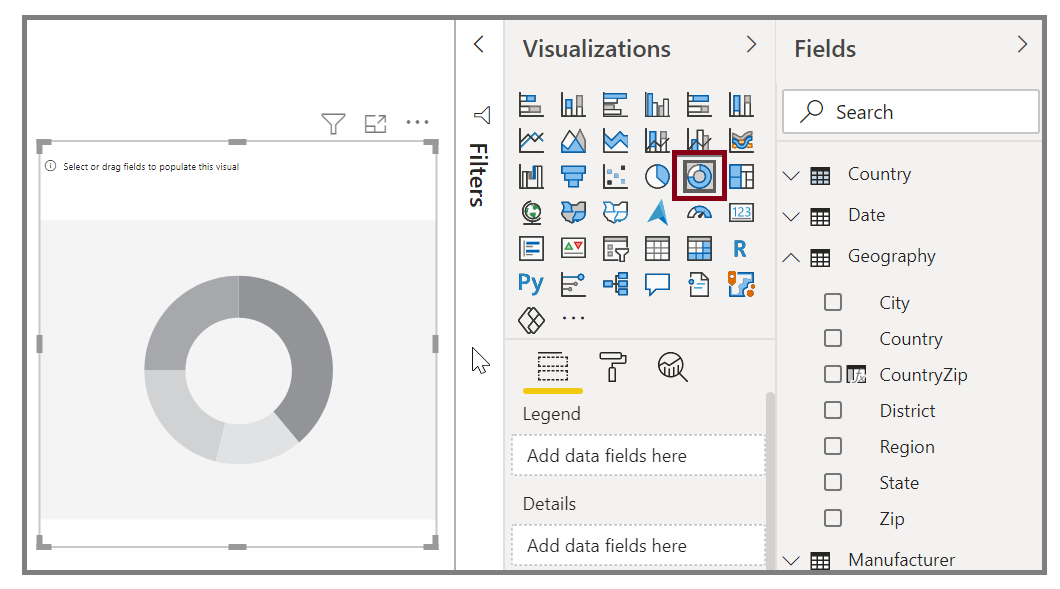 Select or drag fields to populate this visual
Filters
Visualizations
123
R
Py
Legend
Add data fields here
Details
Add data fields here
Fields
Search
Country
Date
Geography
City
Country
fx
CountryZip
District
Region
State
Zip
Manufacturer